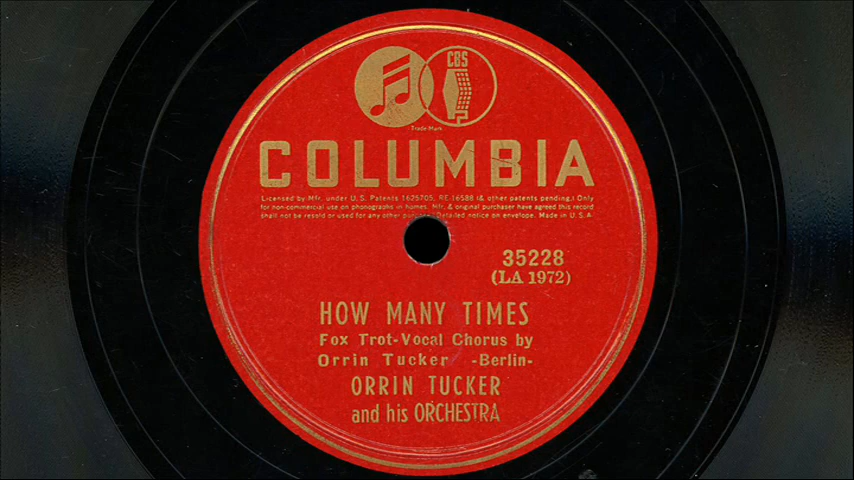 CBS
Trade Mark
COLUMBIA
Licensed by Mfr. under U.S. Patents 1625705, RE.16588 (& other patents pending.) Only
for non-commercial use on phonographs in homes. Mfr. & original purchaser have agreed this record
shall not be resold or used for any other purpose. Detailed notice on envelope. Made in U.S.A.
35228
(LA 1972)
HOW MANY TIMES
Fox Trot-Vocal Chorus by
Orrin Tucker -Berlin-
ORRIN TUCKER
and his ORCHESTRA